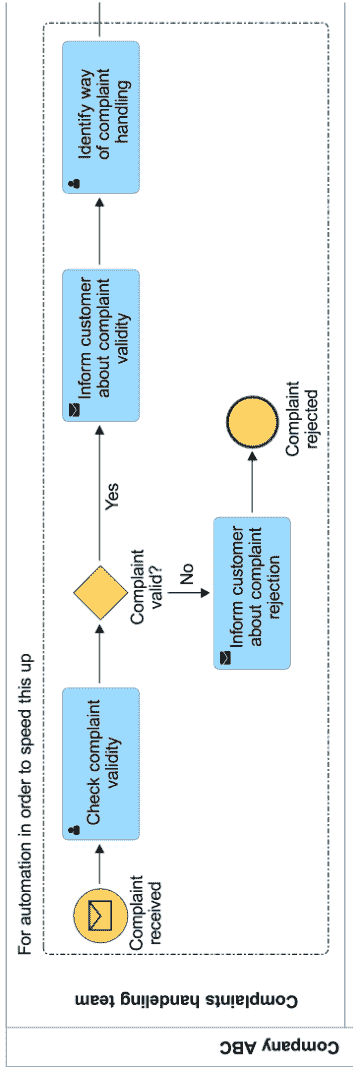 Company ABC
Complaints handeling team
For automation in order to speed this up
Complaint
received
Check complaint
validity
Complaint
valid?
Yes
No
Inform customer
about complaint
validity
Identify way
of complaint
handling
Inform customer
about complaint
rejection
Complaint
rejected